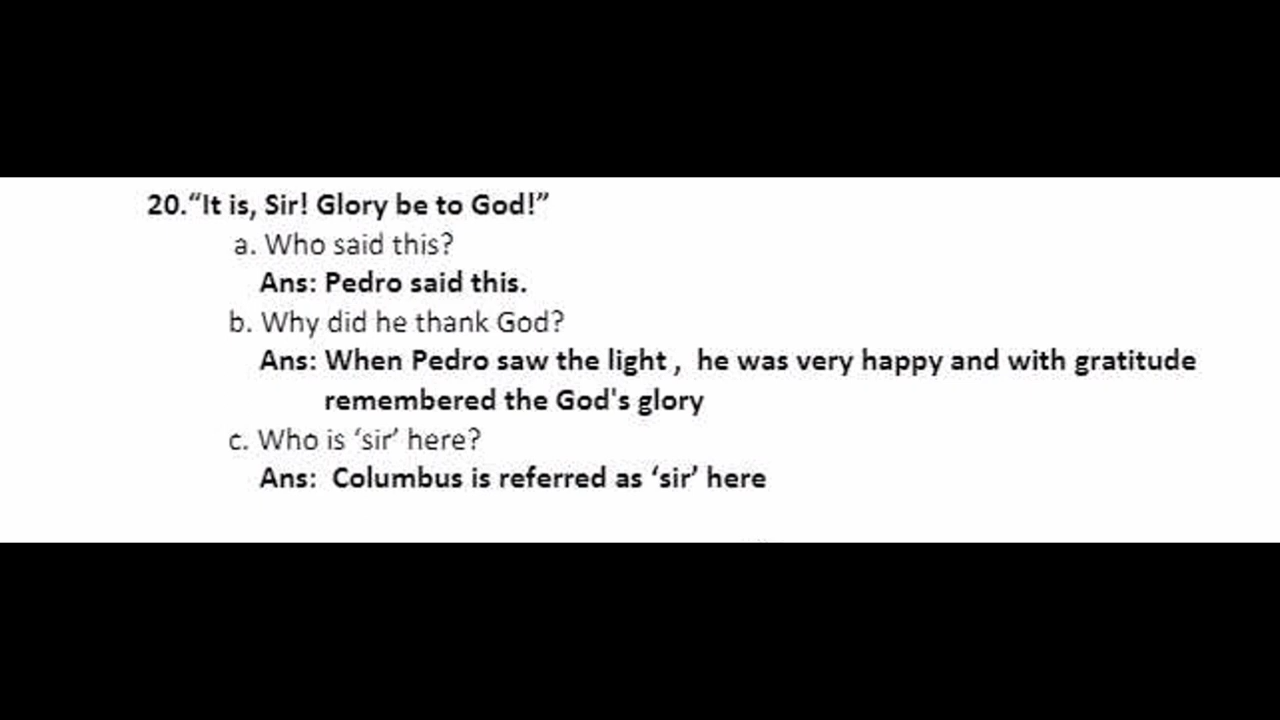 20.“It is, Sir! Glory be to God!”
a. Who said this?
Ans: Pedro said this.
b. Why did he thank God?
Ans: When Pedro saw the light , he was very happy and with gratitude
remembered the God's glory
c. Who is ‘sir’ here?
Ans: Columbus is referred as ‘sir’ here